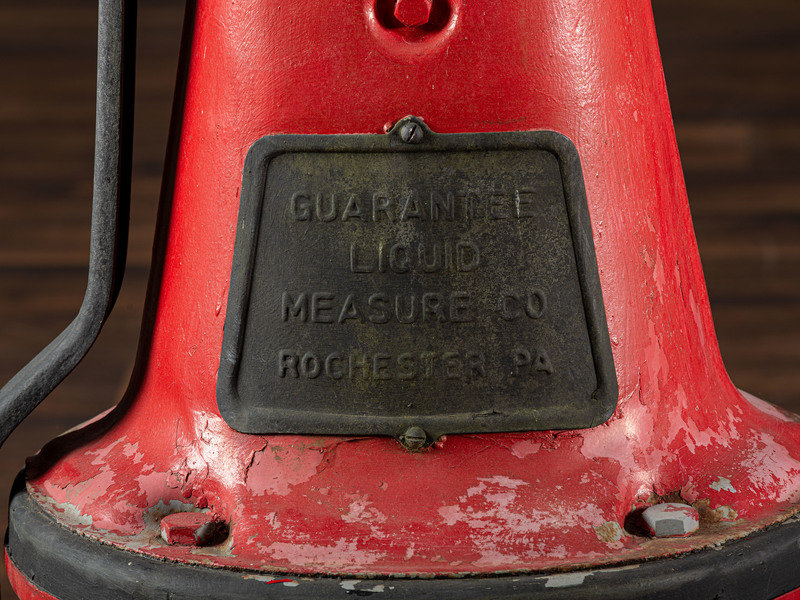 GUARANTEE
LIQUID
MEASURE CO
ROCHESTER PA